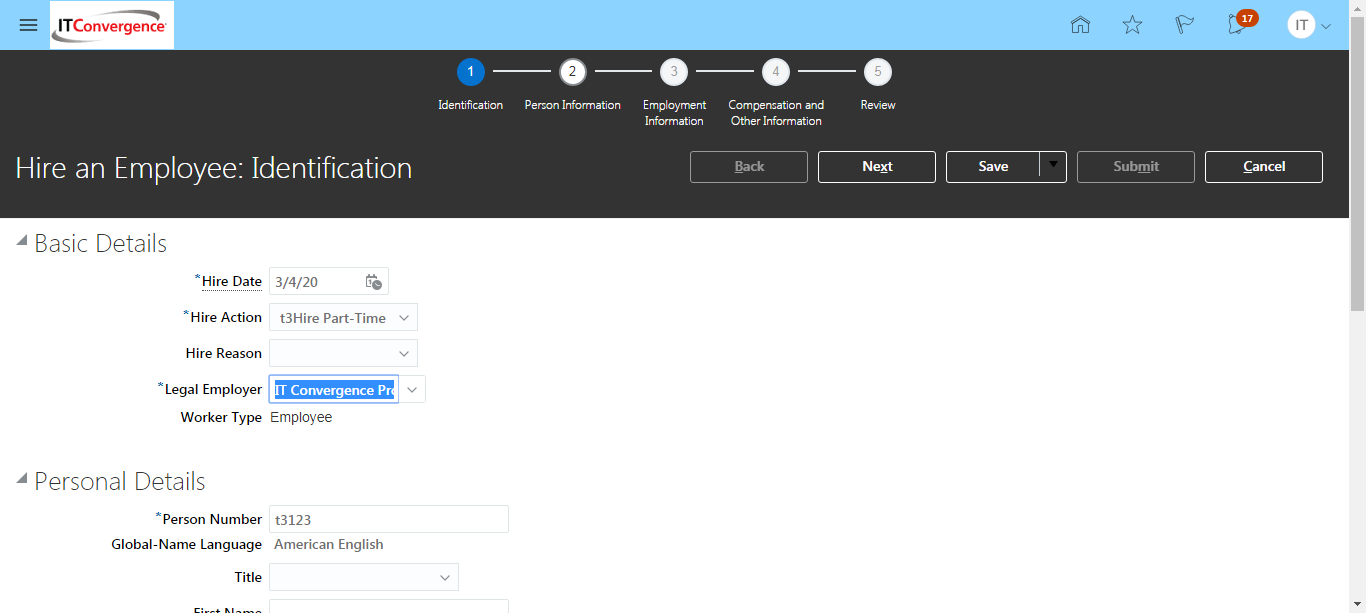 ITConvergence
17
IT
1
2
3
4
5
Identification
Person Information
Employment Information
Compensation and Other Information
Review
Hire an Employee: Identification
Back
Next
Save
Submit
Cancel
Basic Details
*Hire Date 3/4/20
*Hire Action t3Hire Part-Time
Hire Reason
*Legal Employer IT Convergence Pro
Worker Type Employee
Personal Details
*Person Number t3123
Global-Name Language American English
Title
First Name